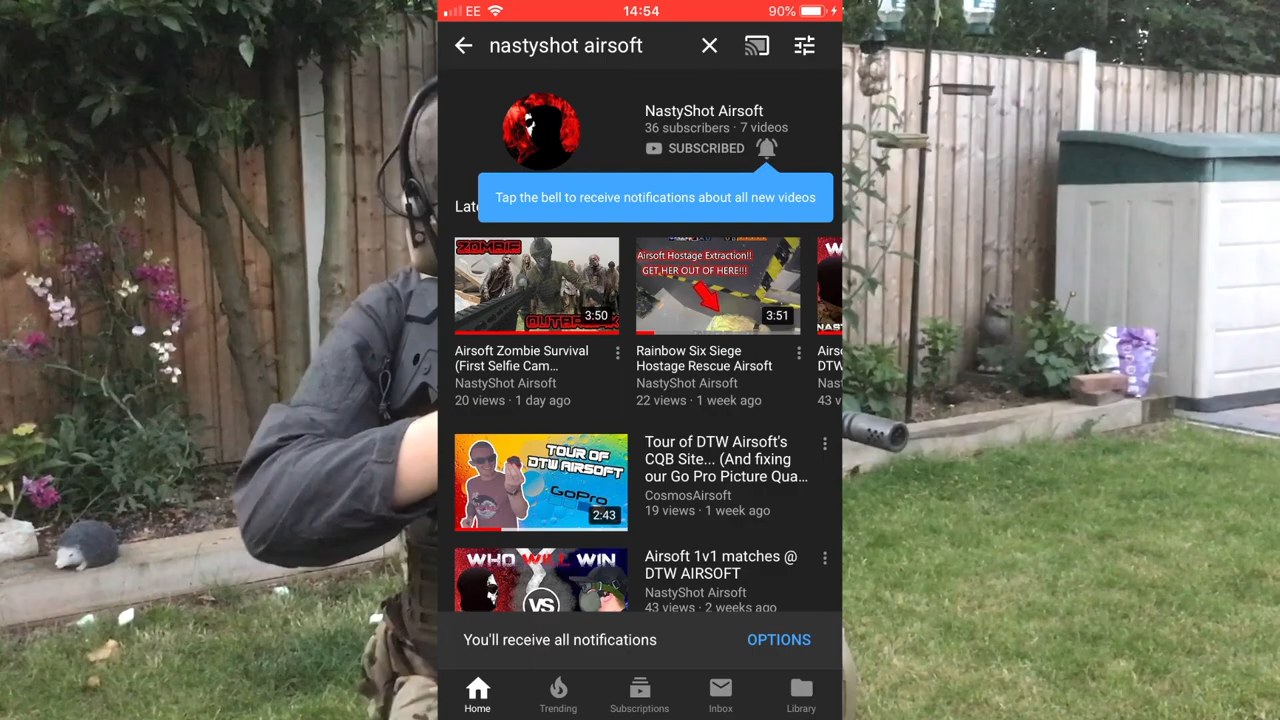 EE 14:54 90%
nastyshot airsoft
NastyShot Airsoft
36 subscribers · 7 videos
SUBSCRIBED
Tap the bell to receive notifications about all new videos
ZOMBIE
OUTBREAK
3:50
Airsoft Hostage Extraction!!
GET HER OUT OF HERE!!!
3:51
Airsoft Zombie Survival
(First Selfie Cam...
NastyShot Airsoft
20 views · 1 day ago
Rainbow Six Siege
Hostage Rescue Airsoft
NastyShot Airsoft
22 views · 1 week ago
DTW
43 v
TOUR OF
DTW AIRSOFT
GoPro
2:43
Tour of DTW Airsoft's
CQB Site... (And fixing
our Go Pro Picture Qua...
CosmosAirsoft
19 views · 1 week ago
WHO WILL WIN
VS
Airsoft 1v1 matches @
DTW AIRSOFT
NastyShot Airsoft
43 views · 2 weeks ago
You'll receive all notifications OPTIONS
Home Trending Subscriptions Inbox Library